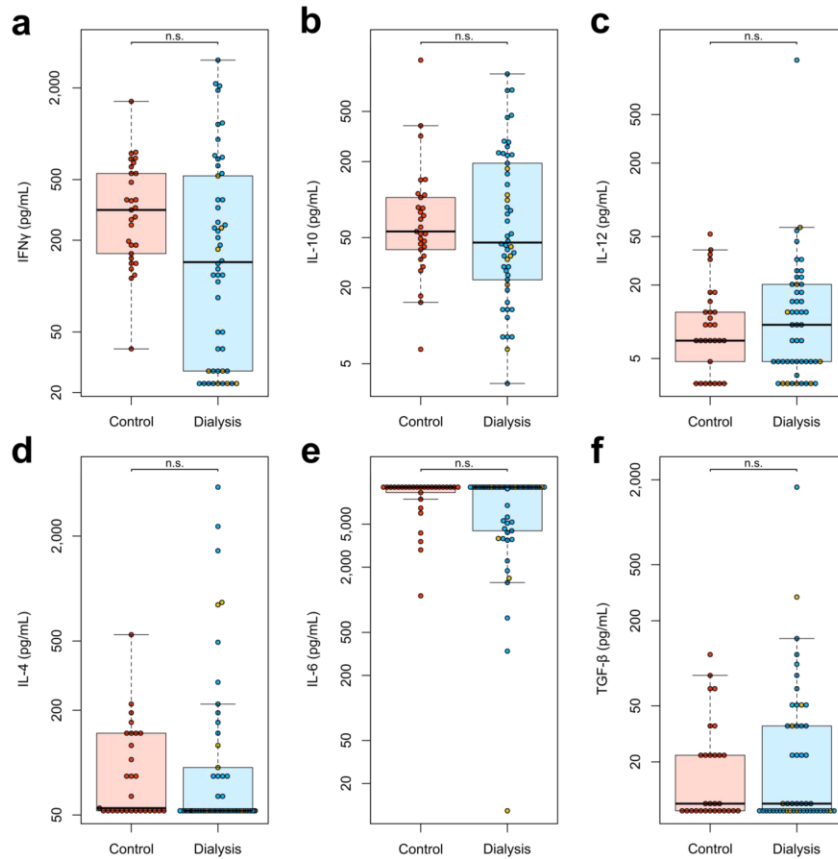 a
n.s.
IFNγ (pg/mL)
2,000
500
200
50
20
Control
Dialysis
b
n.s.
IL-10 (pg/mL)
500
200
50
20
5
Control
Dialysis
c
n.s.
IL-12 (pg/mL)
500
200
50
20
5
Control
Dialysis
d
n.s.
IL-4 (pg/mL)
2,000
500
200
50
Control
Dialysis
e
n.s.
IL-6 (pg/mL)
5,000
2,000
500
200
50
20
Control
Dialysis
f
n.s.
TGF-β (pg/mL)
2,000
500
200
50
20
Control
Dialysis